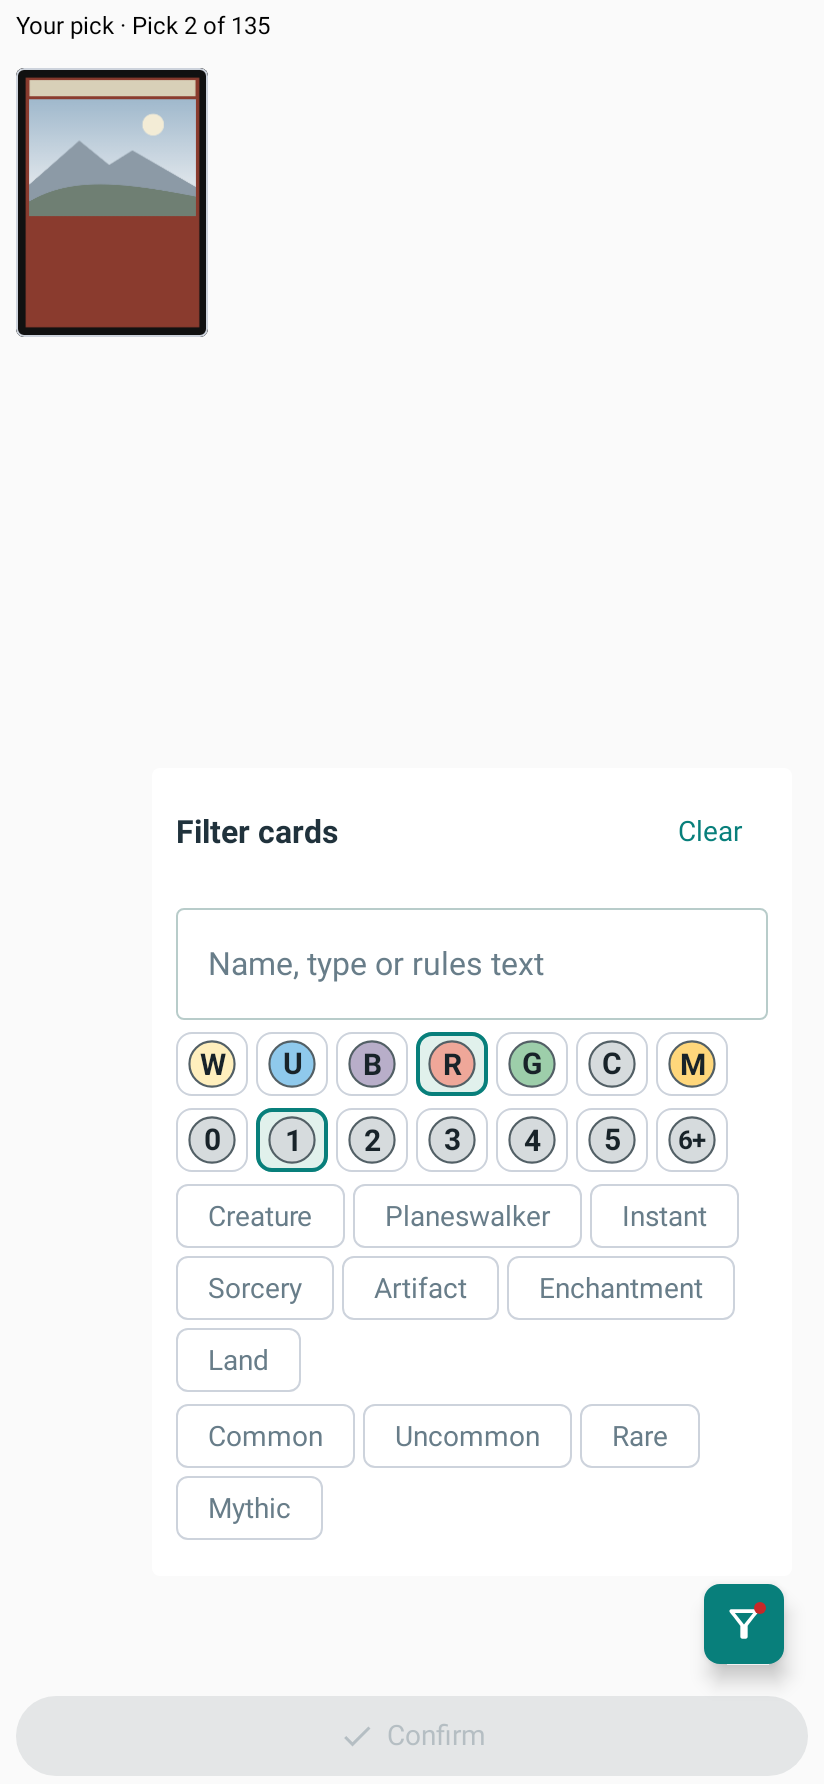 Your pick · Pick 2 of 135
Filter cards
Clear
Name, type or rules text
W U B R G C M
0 1 2 3 4 5 6+
Creature Planeswalker Instant
Sorcery Artifact Enchantment
Land
Common Uncommon Rare
Mythic
Confirm